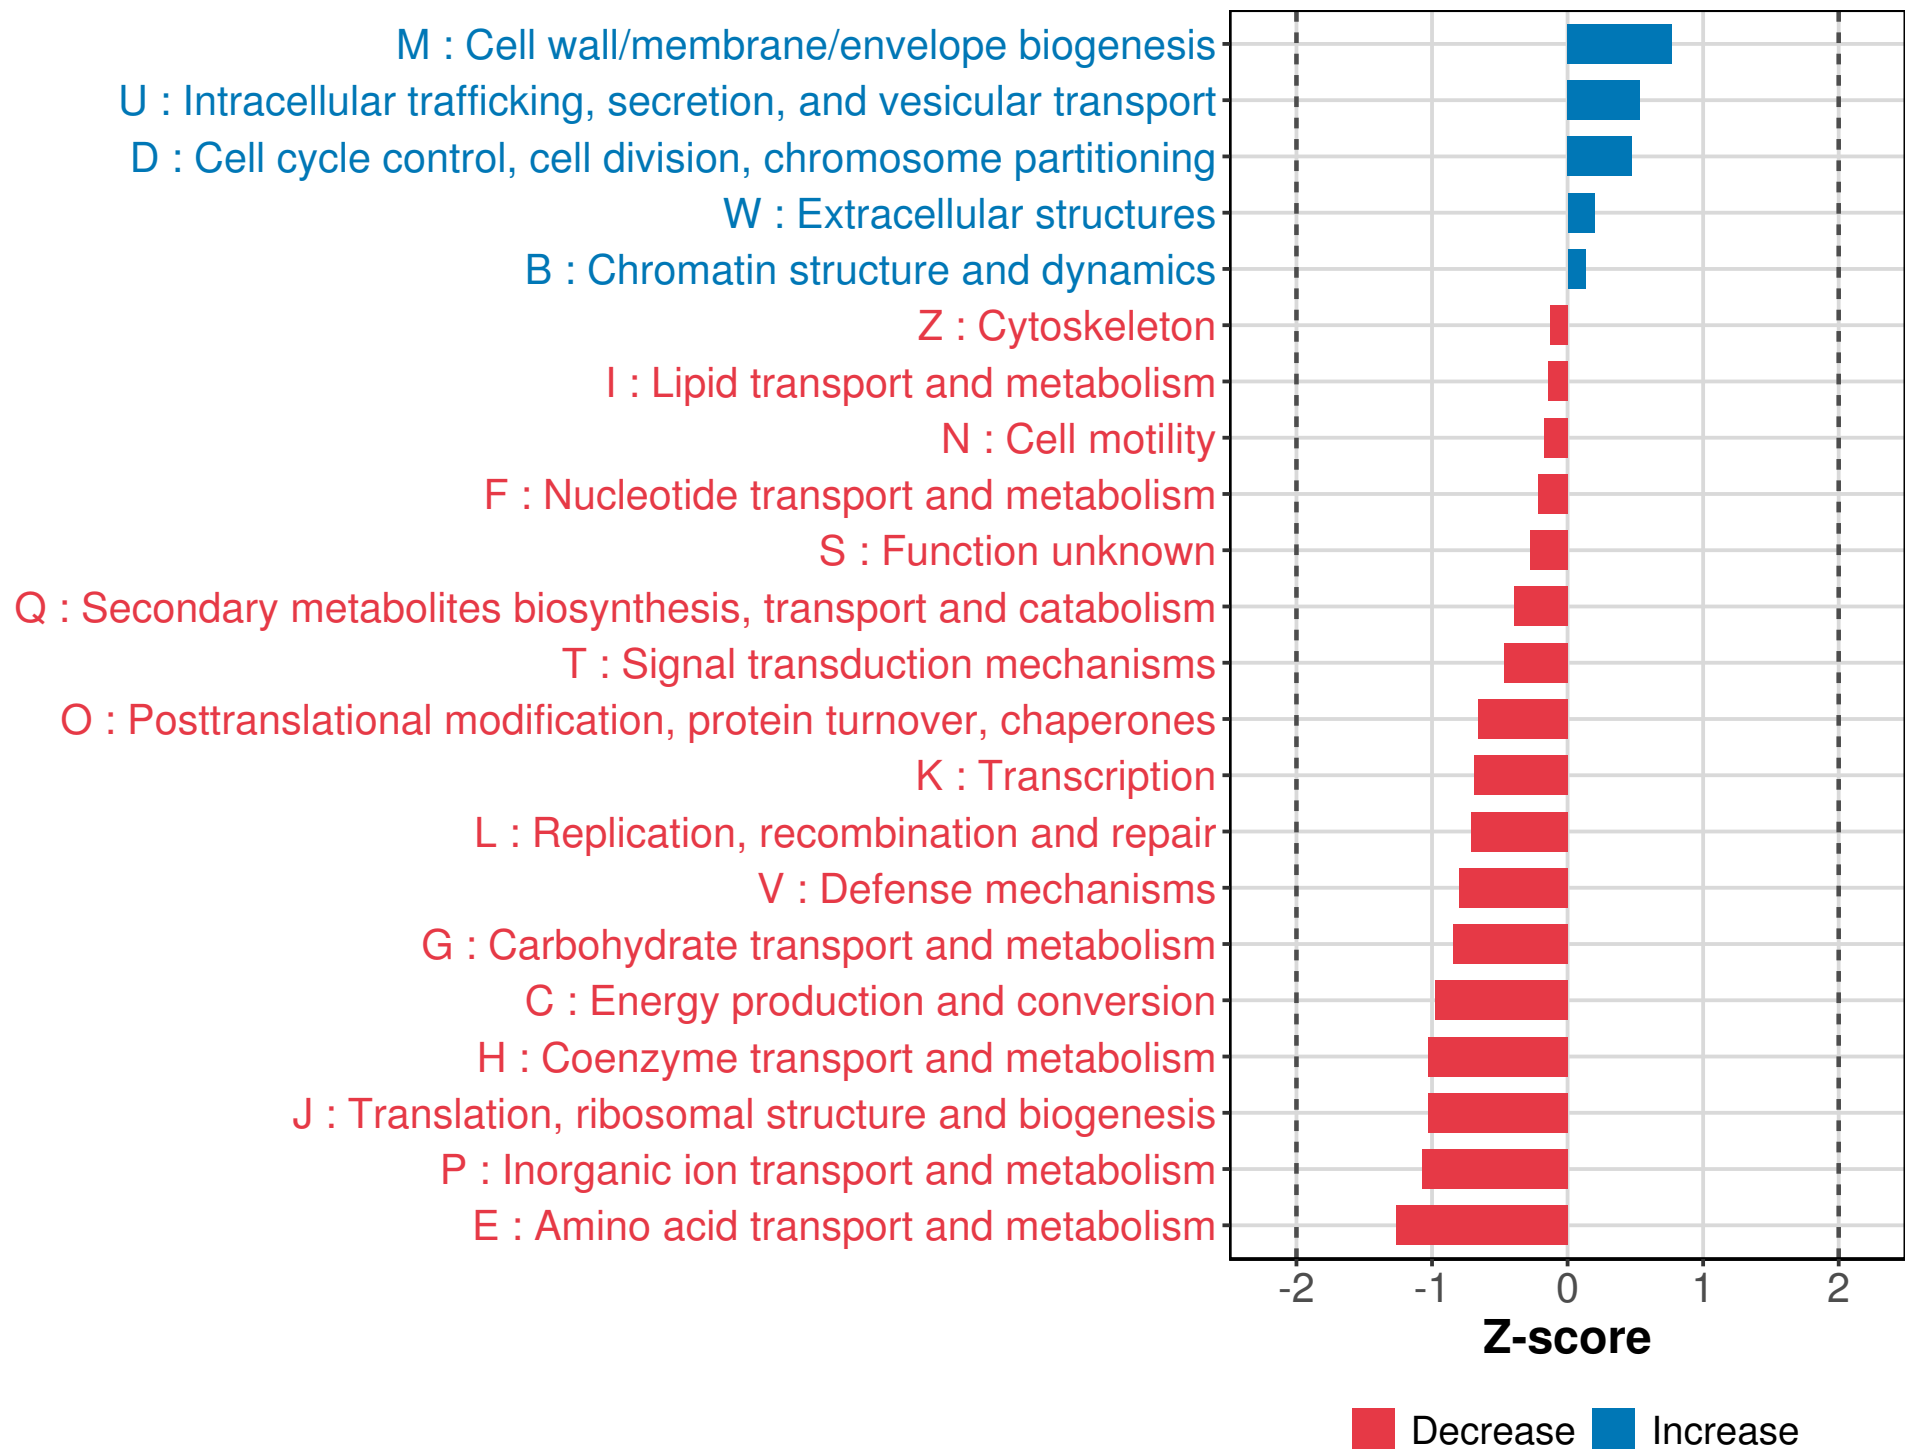 M : Cell wall/membrane/envelope biogenesis
U : Intracellular trafficking, secretion, and vesicular transport
D : Cell cycle control, cell division, chromosome partitioning
W : Extracellular structures
B : Chromatin structure and dynamics
Z : Cytoskeleton
I : Lipid transport and metabolism
N : Cell motility
F : Nucleotide transport and metabolism
S : Function unknown
Q : Secondary metabolites biosynthesis, transport and catabolism
T : Signal transduction mechanisms
O : Posttranslational modification, protein turnover, chaperones
K : Transcription
L : Replication, recombination and repair
V : Defense mechanisms
G : Carbohydrate transport and metabolism
C : Energy production and conversion
H : Coenzyme transport and metabolism
J : Translation, ribosomal structure and biogenesis
P : Inorganic ion transport and metabolism
E : Amino acid transport and metabolism
-2 -1 0 1 2
Z-score
Decrease Increase